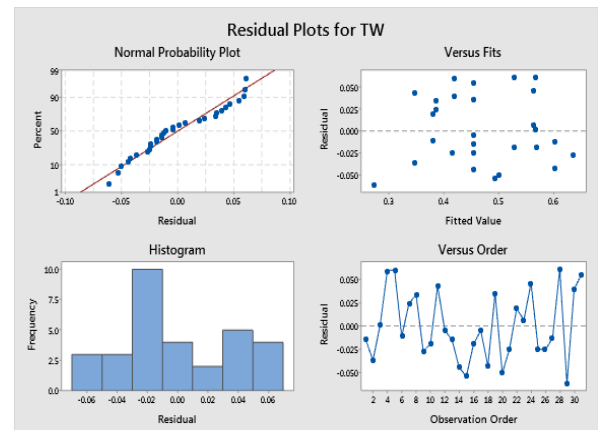 Residual Plots for TW
Normal Probability Plot
Versus Fits
99
90
50
10
1
Percent
-0.10 -0.05 0.00 0.05 0.10
Residual
0.050
0.025
0.000
-0.025
-0.050
Residual
0.3 0.4 0.5 0.6
Fitted Value
Histogram
Versus Order
10.0
7.5
5.0
2.5
0.0
Frequency
-0.06 -0.04 -0.02 0.00 0.02 0.04 0.06
Residual
0.050
0.025
0.000
-0.025
-0.050
Residual
2 4 6 8 10 12 14 16 18 20 22 24 26 28 30
Observation Order